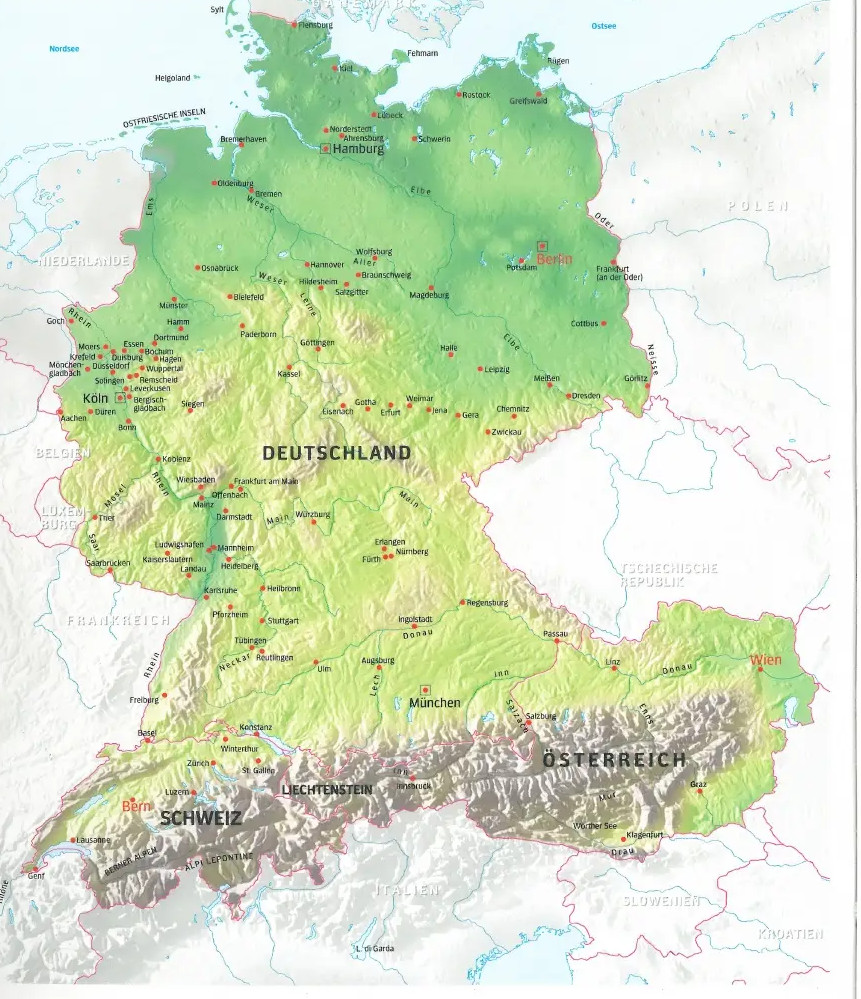 DÄNEMARK
Sylt
Flensburg
Nordsee
Ostsee
Fehmarn
Rügen
Kiel
Helgoland
Rostock
Greifswald
OSTFRIESISCHE INSELN
Lübeck
Norderstedt
Ahrensburg
Schwerin
Bremerhaven
Hamburg
Oldenburg
Bremen
Elbe
Ems
Weser
POLEN
Oder
NIEDERLANDE
Wolfsburg
Aller
Berlin
Osnabrück
Hannover
Potsdam
Frankfurt
(an der Oder)
Weser
Hildesheim
Braunschweig
Salzgitter
Magdeburg
Bielefeld
Münster
Leine
Rhein
Goch
Hamm
Cottbus
Paderborn
Dortmund
Elbe
Moers
Essen
Göttingen
Halle
Neisse
Krefeld
Duisburg
Bochum
Hagen
Mönchen-
gladbach
Düsseldorf
Wuppertal
Kassel
Leipzig
Meißen
Görlitz
Solingen
Remscheid
Leverkusen
Dresden
Köln
Bergisch-
gladbach
Siegen
Gotha
Weimar
Eisenach
Erfurt
Jena
Gera
Chemnitz
Aachen
Düren
Bonn
Zwickau
BELGIEN
DEUTSCHLAND
Koblenz
Wiesbaden
Frankfurt am Main
Rhein
Offenbach
Mosel
Mainz
Main
LUXEM-
BURG
Trier
Darmstadt
Main
Würzburg
Saar
Ludwigshafen
Mannheim
Erlangen
Kaiserslautern
Fürth
Nürnberg
Saarbrücken
Landau
Heidelberg
TSCHECHISCHE
REPUBLIK
Karlsruhe
Heilbronn
Pforzheim
Regensburg
FRANKREICH
Stuttgart
Ingolstadt
Donau
Passau
Tübingen
Reutlingen
Rhein
Neckar
Ulm
Augsburg
Linz
Donau
Wien
Inn
Lech
Freiburg
München
Salzach
Salzburg
Enns
Basel
Konstanz
Winterthur
Zürich
St. Gallen
ÖSTERREICH
Inn
Innsbruck
Luzern
LIECHTENSTEIN
Graz
Bern
Mur
SCHWEIZ
Wörther See
Klagenfurt
Lausanne
Drau
BERNER ALPEN
ALPI LEPONTINE
Genf
Rhône
ITALIEN
SLOWENIEN
KROATIEN
L. di Garda